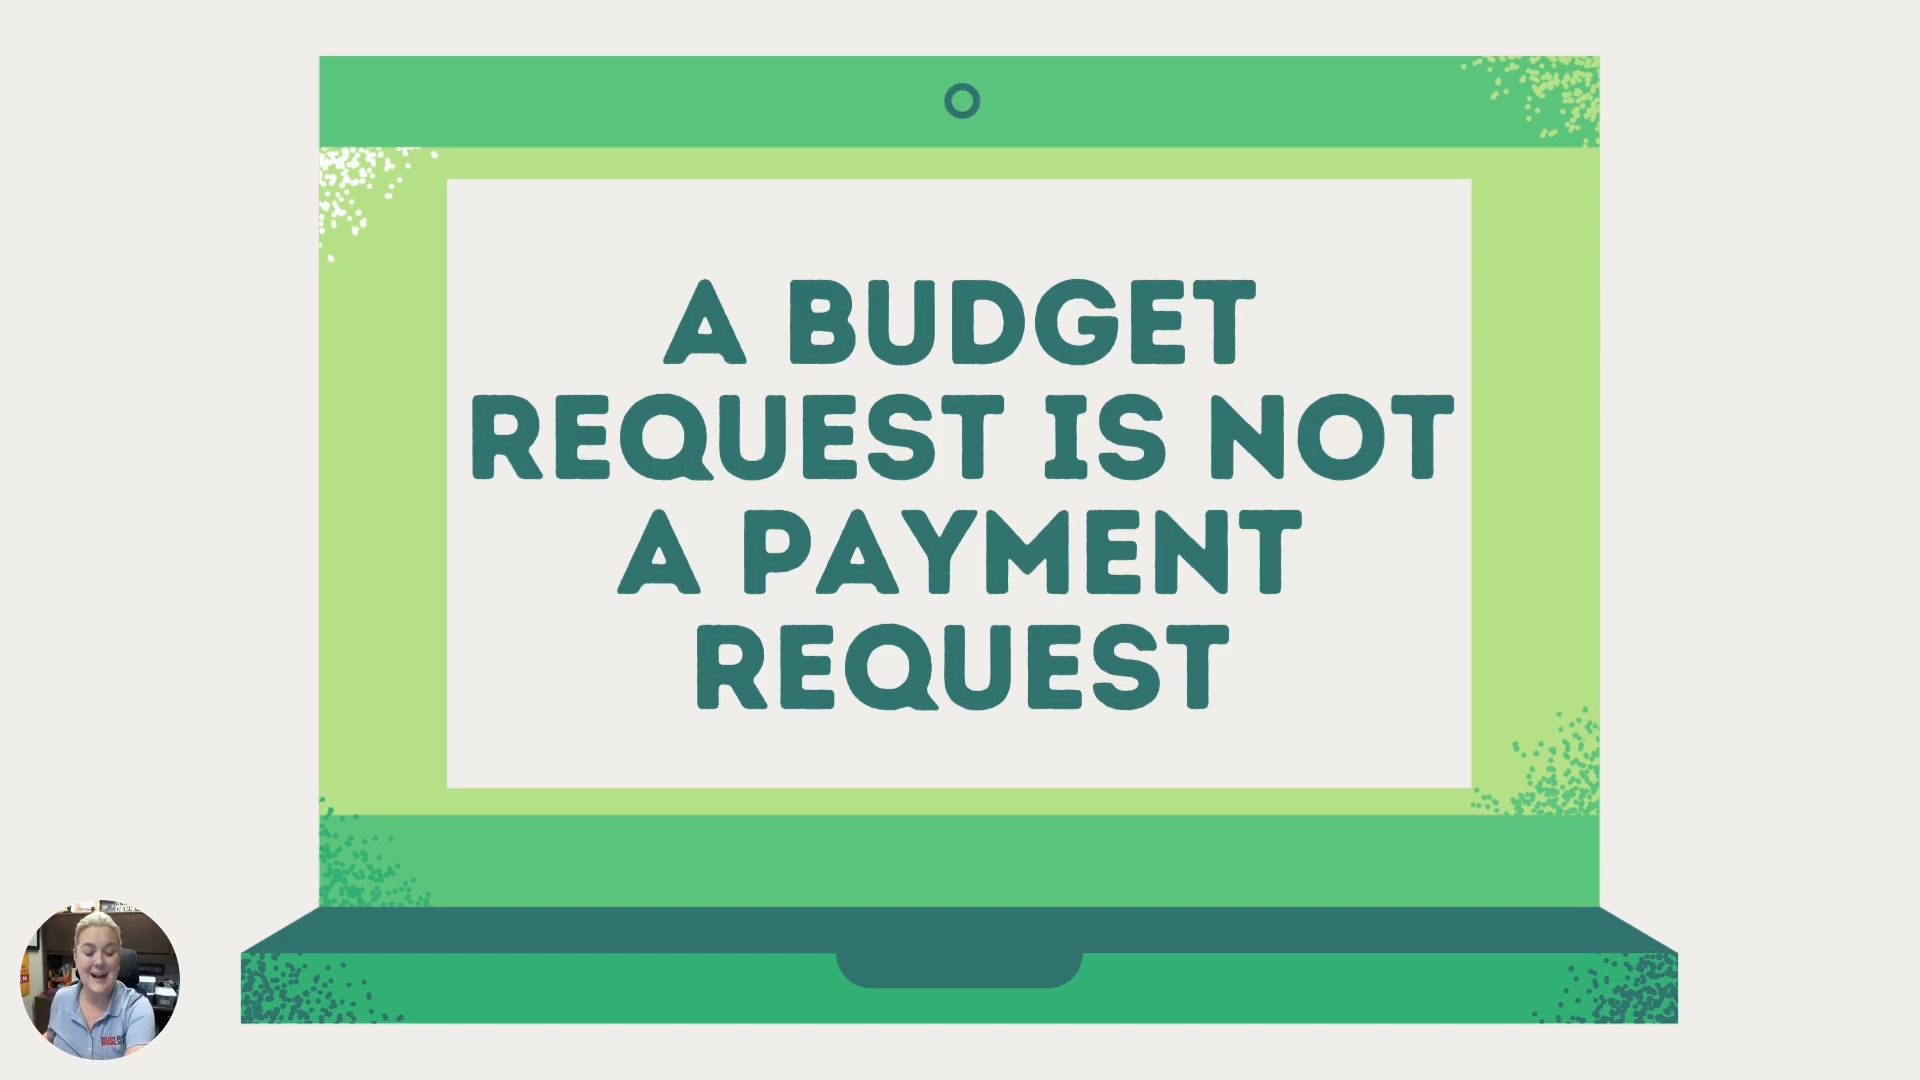 A BUDGET
REQUEST IS NOT
A PAYMENT
REQUEST